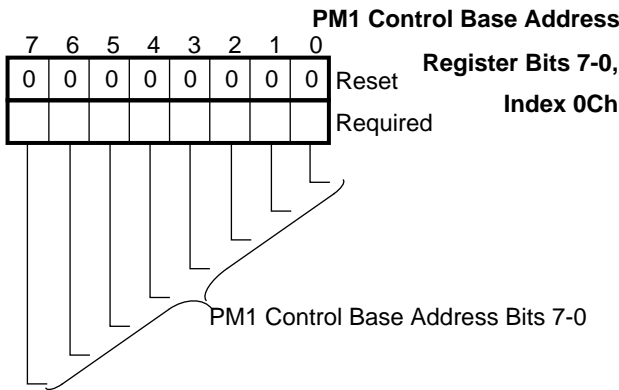 PM1 Control Base Address
Register Bits 7-0,
Index 0Ch
7 6 5 4 3 2 1 0
0 0 0 0 0 0 0 0 Reset
Required
PM1 Control Base Address Bits 7-0